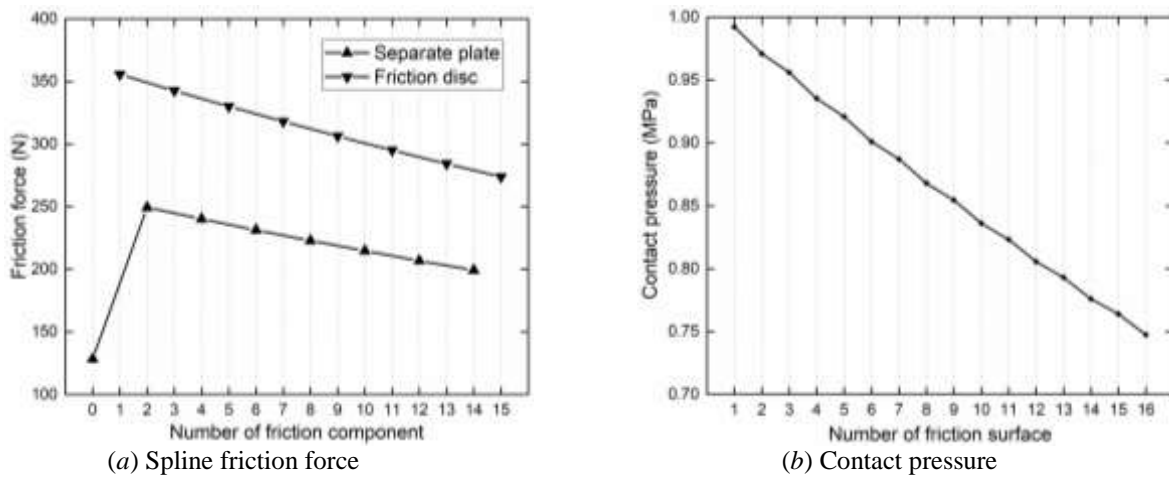 400
350
300
250
200
150
100
Friction force (N)
Separate plate
Friction disc
0 1 2 3 4 5 6 7 8 9 10 11 12 13 14 15
Number of friction component
(a) Spline friction force
1.00
0.95
0.90
0.85
0.80
0.75
0.70
Contact pressure (MPa)
1 2 3 4 5 6 7 8 9 10 11 12 13 14 15 16
Number of friction surface
(b) Contact pressure